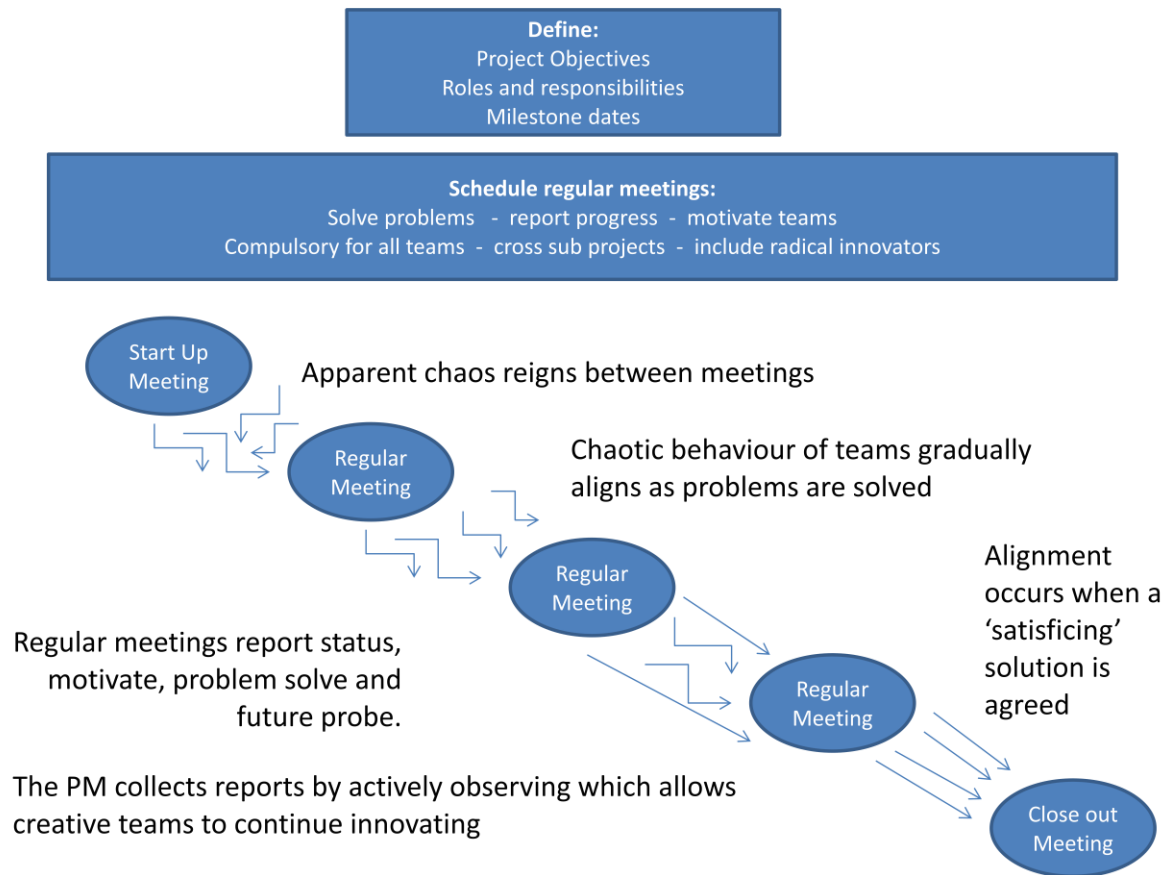 Define:
Project Objectives
Roles and responsibilities
Milestone dates
Schedule regular meetings:
Solve problems - report progress - motivate teams
Compulsory for all teams - cross sub projects - include radical innovators
Start Up
Meeting
Apparent chaos reigns between meetings
Regular
Meeting
Chaotic behaviour of teams gradually
aligns as problems are solved
Regular
Meeting
Alignment
occurs when a
‘satisficing’
solution is
agreed
Regular meetings report status,
motivate, problem solve and
future probe.
Regular
Meeting
The PM collects reports by actively observing which allows
creative teams to continue innovating
Close out
Meeting